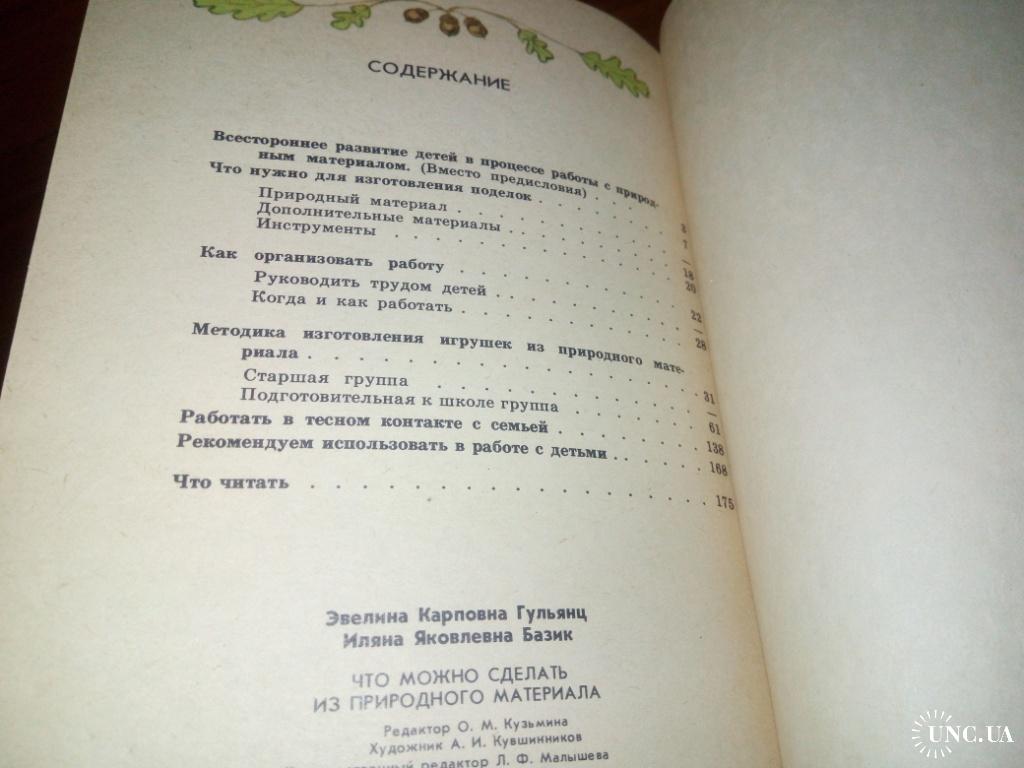 СОДЕРЖАНИЕ
Всестороннее развитие детей в процессе работы с природ-
ным материалом. (Вместо предисловия) . . . . 3
Что нужно для изготовления поделок . . . . . . . 7
Природный материал . . . . . . . . . —
Дополнительные материалы . . . . . . . . 18
Инструменты . . . . . . . . . . . 20
Как организовать работу . . . . . . . . . 22
Руководить трудом детей . . . . . . . . —
Когда и как работать . . . . . . . . . 28
Методика изготовления игрушек из природного мате-
риала . . . . . . . . . . . . . 31
Старшая группа . . . . . . . . . . —
Подготовительная к школе группа . . . . . . 61
Работать в тесном контакте с семьей . . . . . . 138
Рекомендуем использовать в работе с детьми . . . . 168
Что читать . . . . . . . . . . . . . . 175
Эвелина Карповна Гульянц
Иляна Яковлевна Базик
ЧТО МОЖНО СДЕЛАТЬ
ИЗ ПРИРОДНОГО МАТЕРИАЛА
Редактор О. М. Кузьмина
Художник А. И. Кувшинников
редактор Л. Ф. Малышева
UNC.UA